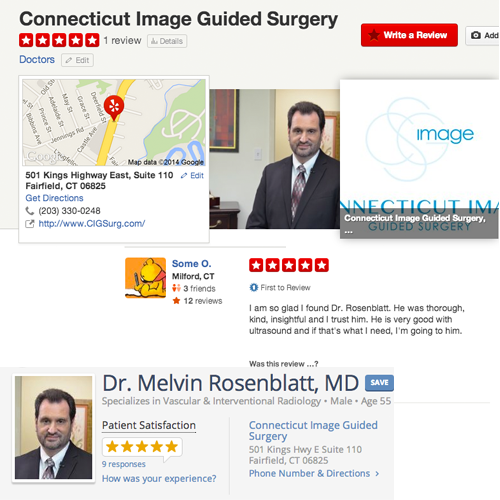 Connecticut Image Guided Surgery
1 review
Details
Write a Review
Add
Doctors
Edit
Map data ©2014 Google
501 Kings Highway East, Suite 110
Edit
Fairfield, CT 06825
Get Directions
(203) 330-0248
http://www.CIGSurg.com/
image
NNECTICUT IMA
GUIDED SURGERY
Connecticut Image Guided Surgery,
...
Some O.
Milford, CT
3 friends
12 reviews
First to Review
I am so glad I found Dr. Rosenblatt. He was thorough,
kind, insightful and I trust him. He is very good with
ultrasound and if that's what I need, I'm going to him.
Was this review ...?
Dr. Melvin Rosenblatt, MD
SAVE
Specializes in Vascular & Interventional Radiology • Male • Age 55
Patient Satisfaction
9 responses
How was your experience?
Connecticut Image Guided
Surgery
501 Kings Hwy E Suite 110
Fairfield, CT 06825
Phone Number & Directions >